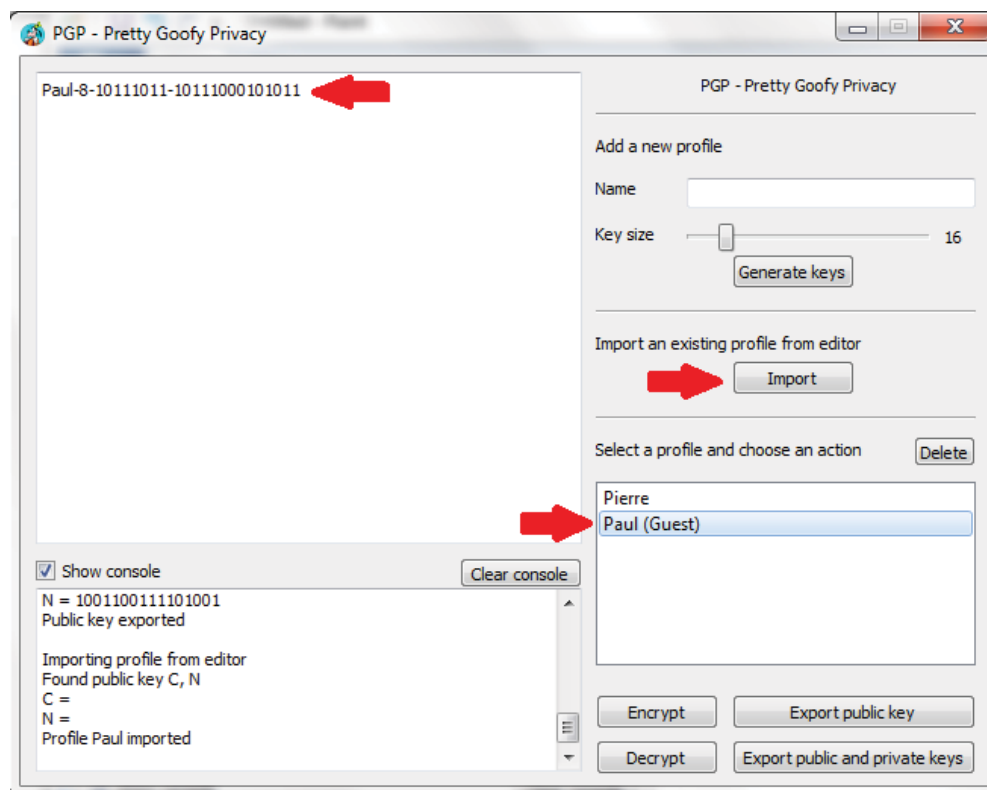 PGP - Pretty Goofy Privacy
Paul-8-10111011-10111000101011
PGP - Pretty Goofy Privacy
Add a new profile
Name
Key size 16
Generate keys
Import an existing profile from editor
Import
Select a profile and choose an action Delete
Pierre
Paul (Guest)
Show console Clear console
N = 1001100111101001
Public key exported
Importing profile from editor
Found public key C, N
C =
N =
Profile Paul imported
Encrypt Export public key
Decrypt Export public and private keys